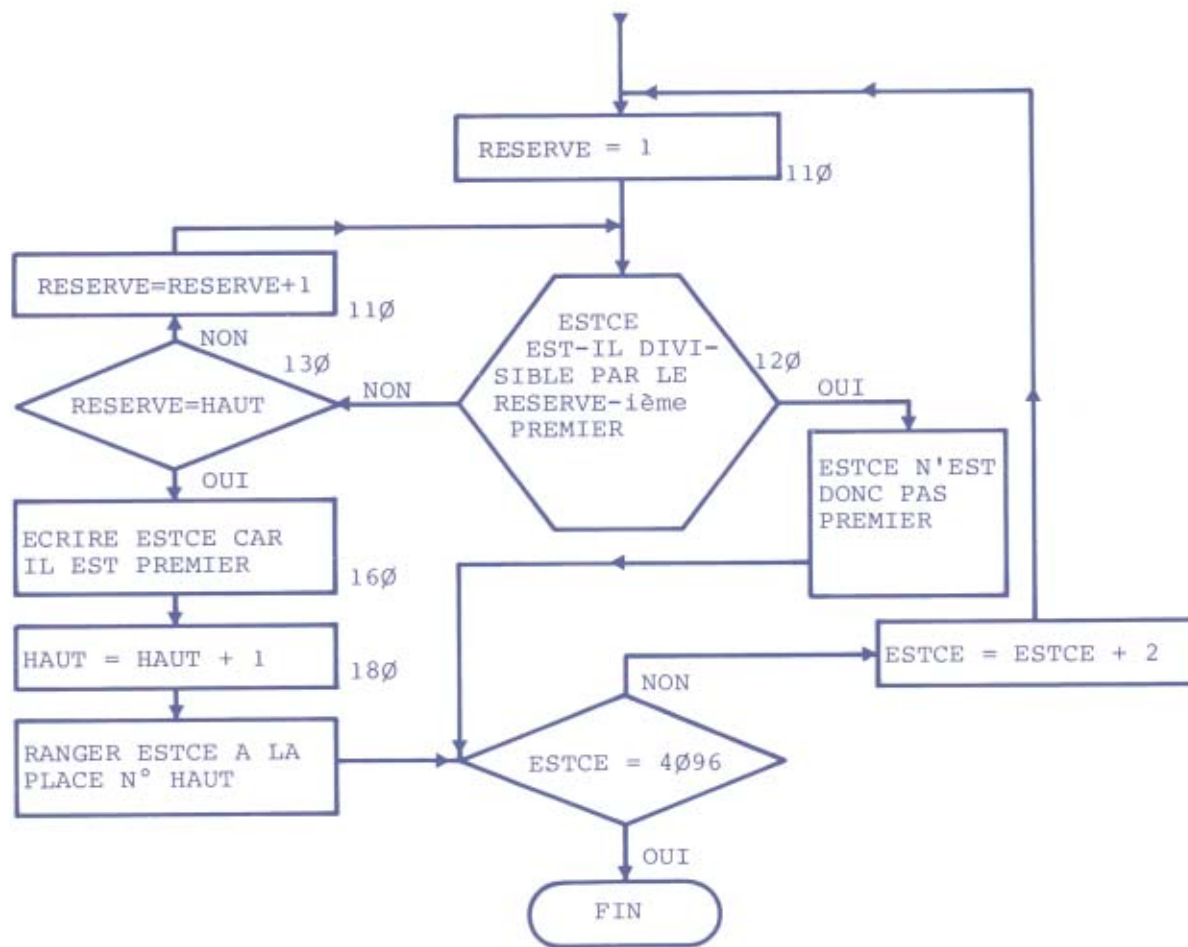 RESERVE = 1
11Ø
RESERVE=RESERVE+1
11Ø
NON
13Ø
RESERVE=HAUT
NON
ESTCE
EST-IL DIVI-
SIBLE PAR LE
RESERVE-ième
PREMIER
12Ø
OUI
ESTCE N'EST
DONC PAS
PREMIER
OUI
ECRIRE ESTCE CAR
IL EST PREMIER
16Ø
HAUT = HAUT + 1
18Ø
RANGER ESTCE A LA
PLACE N° HAUT
ESTCE = 4Ø96
NON
ESTCE = ESTCE + 2
OUI
FIN